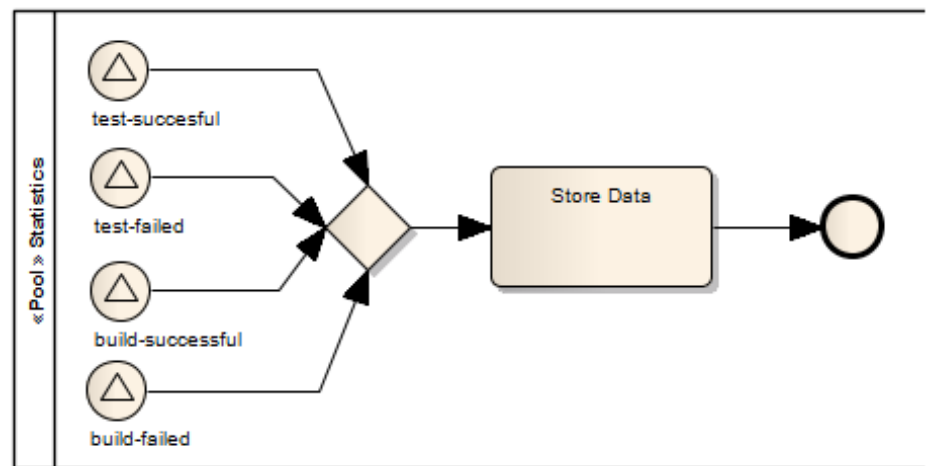 «Pool» Statistics
test-succesful
test-failed
build-successful
build-failed
Store Data